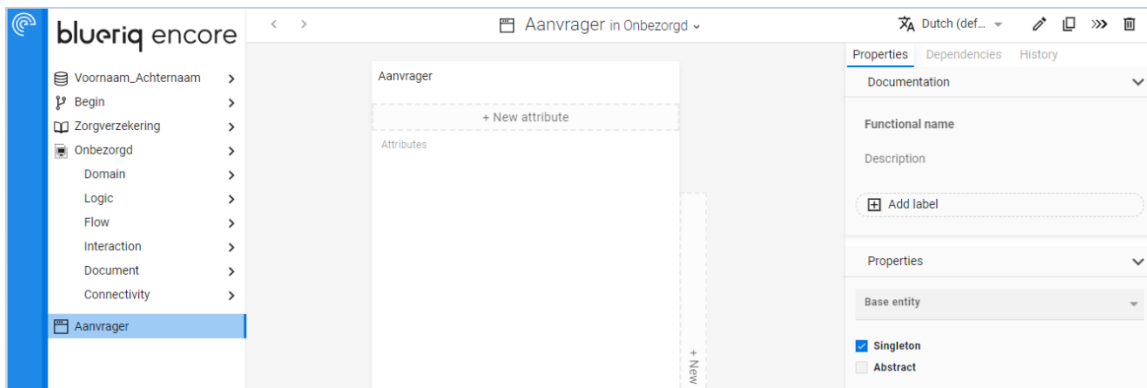 blueriq encore
Voornaam_Achternaam
Begin
Zorgverzekering
Onbezorgd
Domain
Logic
Flow
Interaction
Document
Connectivity
Aanvrager
Aanvrager in Onbezorgd
Dutch (def...
Aanvrager
+ New attribute
Attributes
+ New
Properties Dependencies History
Documentation
Functional name
Description
Add label
Properties
Base entity
Singleton
Abstract